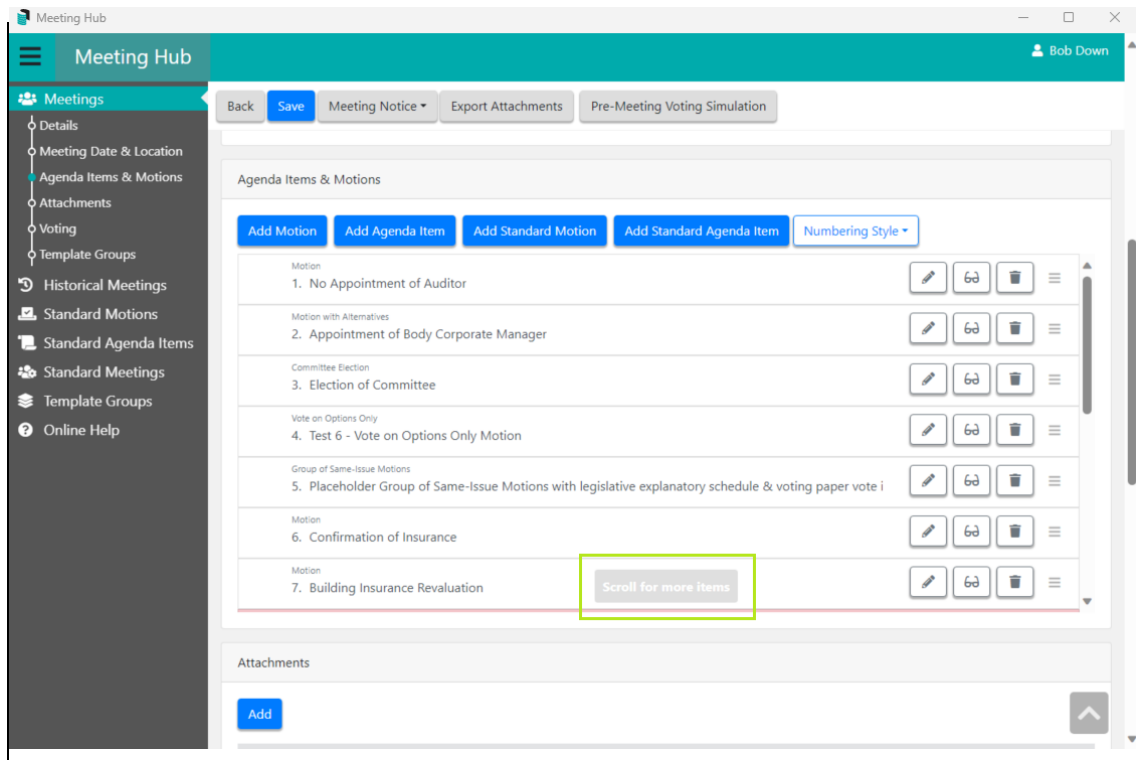 Meeting Hub
Meeting Hub
Bob Down
Meetings
Details
Meeting Date & Location
Agenda Items & Motions
Attachments
Voting
Template Groups
Historical Meetings
Standard Motions
Standard Agenda Items
Standard Meetings
Template Groups
Online Help
Back Save Meeting Notice Export Attachments Pre-Meeting Voting Simulation
Agenda Items & Motions
Add Motion Add Agenda Item Add Standard Motion Add Standard Agenda Item Numbering Style
Motion
1. No Appointment of Auditor
Motion with Alternatives
2. Appointment of Body Corporate Manager
Committee Election
3. Election of Committee
Vote on Options Only
4. Test 6 - Vote on Options Only Motion
Group of Same-Issue Motions
5. Placeholder Group of Same-Issue Motions with legislative explanatory schedule & voting paper vote i
Motion
6. Confirmation of Insurance
Motion
7. Building Insurance Revaluation
Scroll for more items
Attachments
Add